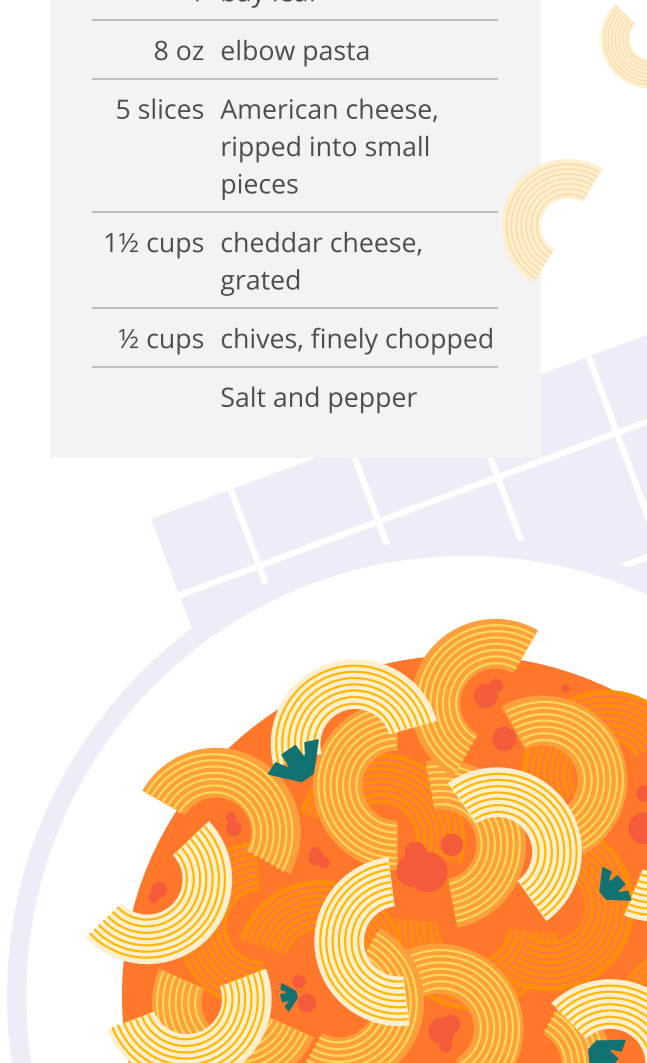 8 oz elbow pasta
5 slices American cheese,
ripped into small
pieces
1½ cups cheddar cheese,
grated
½ cups chives, finely chopped
Salt and pepper